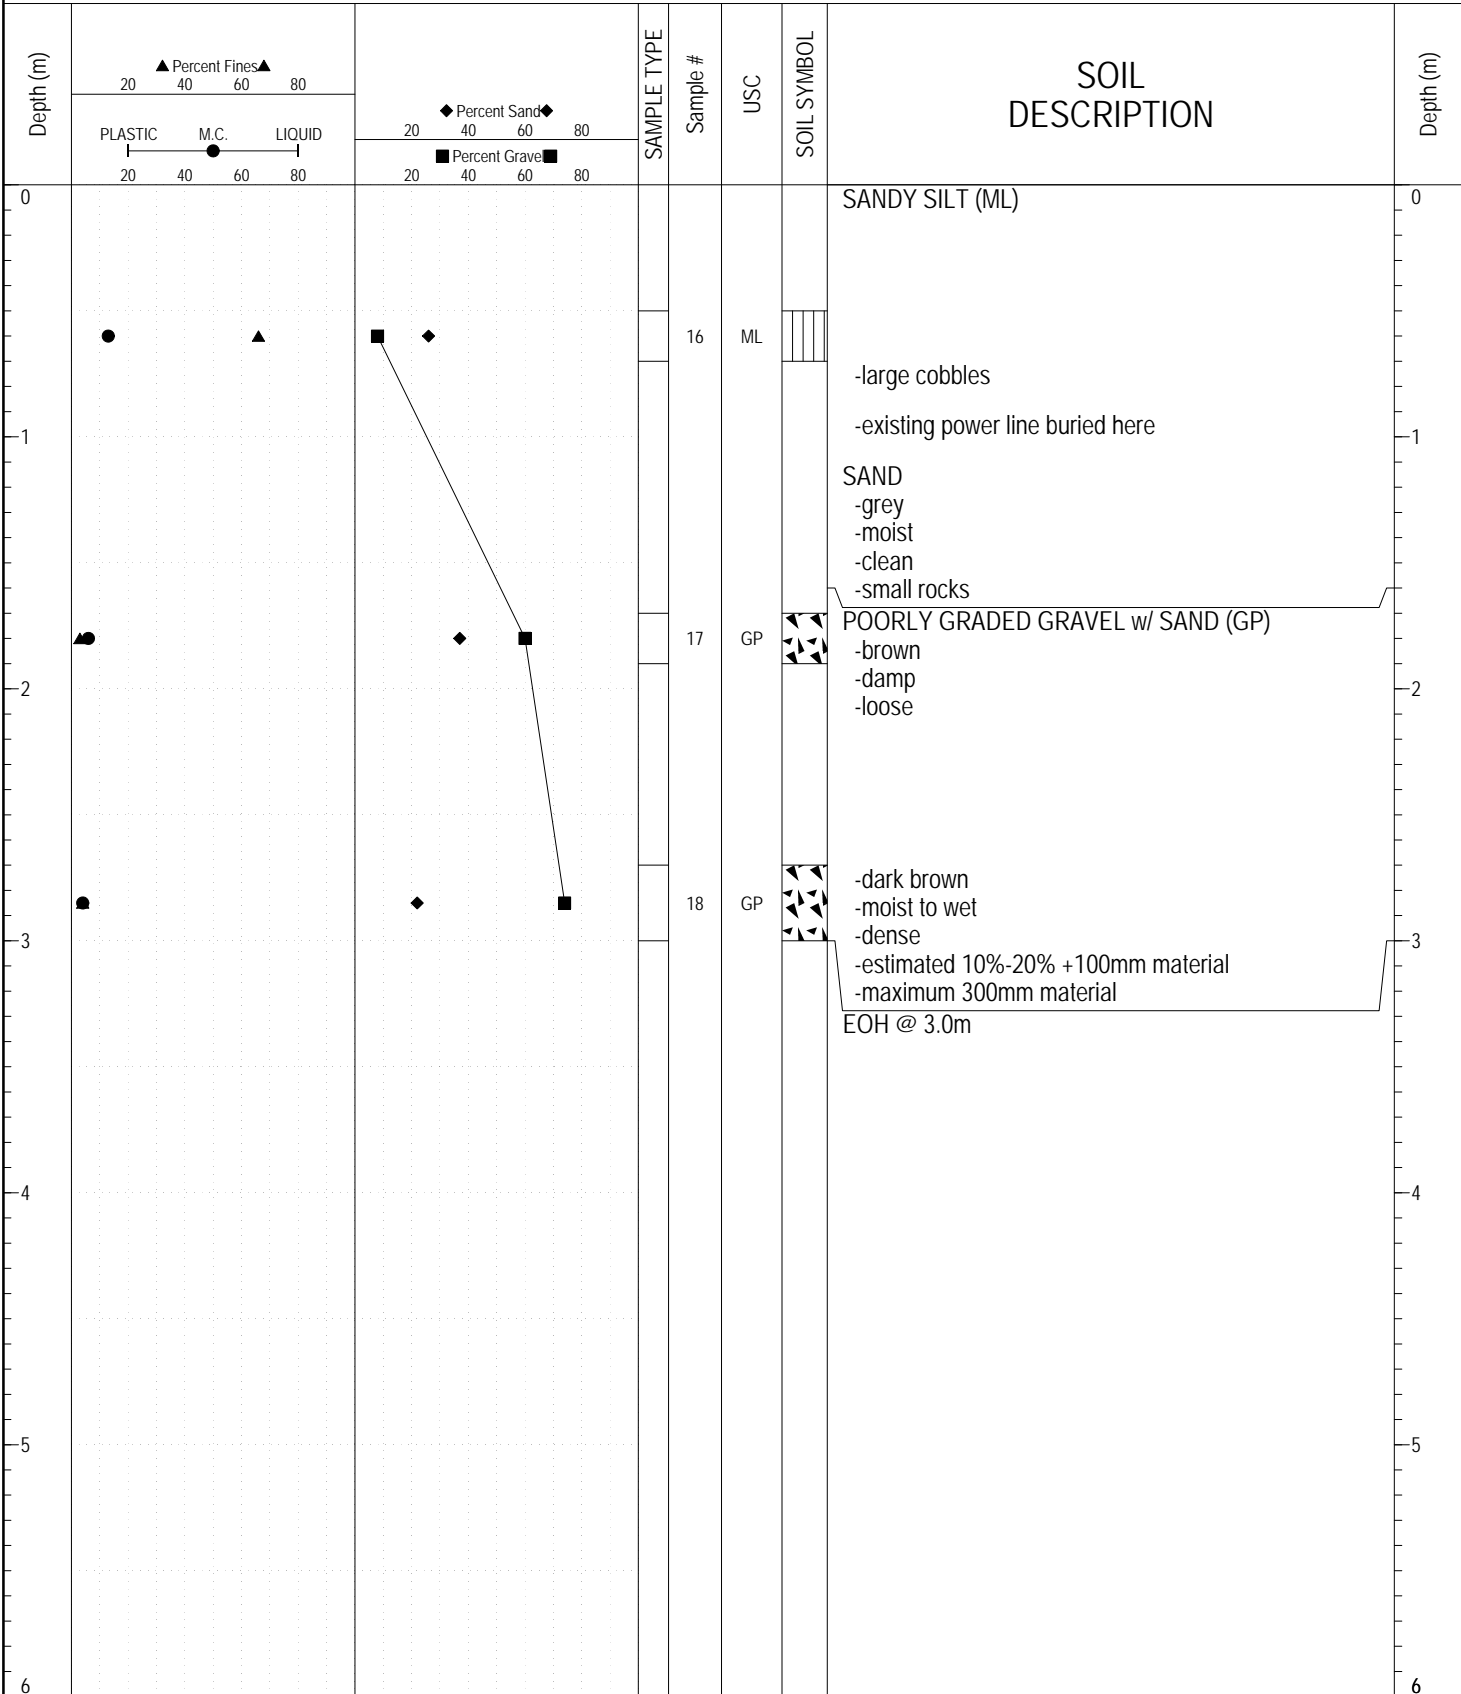 Depth (m)
▲ Percent Fines ▲
20 40 60 80
PLASTIC M.C. LIQUID
20 40 60 80
◆ Percent Sand ◆
20 40 60 80
■ Percent Gravel ■
20 40 60 80
SAMPLE TYPE
Sample #
USC
SOIL SYMBOL
SOIL
DESCRIPTION
Depth (m)
0 0
SANDY SILT (ML)
16 ML
-large cobbles
-existing power line buried here
1 1
SAND
-grey
-moist
-clean
-small rocks
POORLY GRADED GRAVEL w/ SAND (GP)
17 GP
-brown
-damp
2 2
-loose
-dark brown
18 GP
-moist to wet
-dense
3 3
-estimated 10%-20% +100mm material
-maximum 300mm material
EOH @ 3.0m
4 4
5 5
6 6